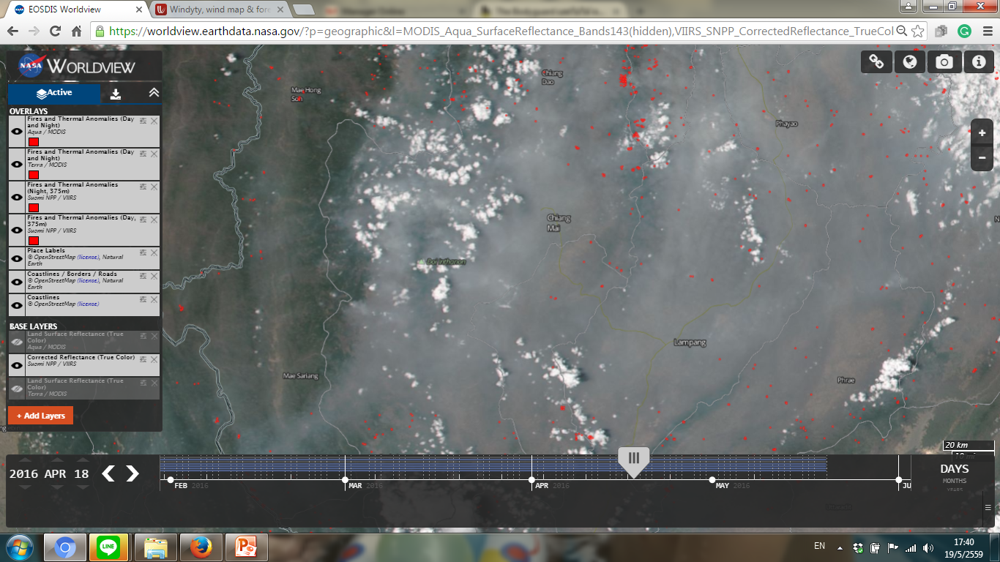 EOSDIS Worldview
Windyty, wind map & fore
https://worldview.earthdata.nasa.gov/?p=geographic&l=MODIS_Aqua_SurfaceReflectance_Bands143(hidden),VIIRS_SNPP_CorrectedReflectance_TrueCol
NASA WORLDVIEW
Active
OVERLAYS
Fires and Thermal Anomalies (Day
and Night)
Aqua / MODIS
Fires and Thermal Anomalies (Day
and Night)
Terra / MODIS
Fires and Thermal Anomalies
(Night, 375m)
Suomi NPP / VIIRS
Fires and Thermal Anomalies (Day,
375m)
Suomi NPP / VIIRS
Place Labels
© OpenStreetMap (license), Natural
Earth
Coastlines / Borders / Roads
© OpenStreetMap (license), Natural
Earth
Coastlines
© OpenStreetMap (license)
BASE LAYERS
Land Surface Reflectance (True
Color)
Aqua / MODIS
Corrected Reflectance (True Color)
Suomi NPP / VIIRS
Land Surface Reflectance (True
Color)
Terra / MODIS
+ Add Layers
Mae Hong
Son
Chiang
Dao
Phayao
Chiang
Mai
Doi Inthanon
Lampang
Mae Sariang
Phrae
20 km
10 mi
2016 APR 18
FEB 2016
MAR 2016
APR 2016
MAY 2016
JU
DAYS
MONTHS
YEARS
LINE
EN
17:40
19/5/2559